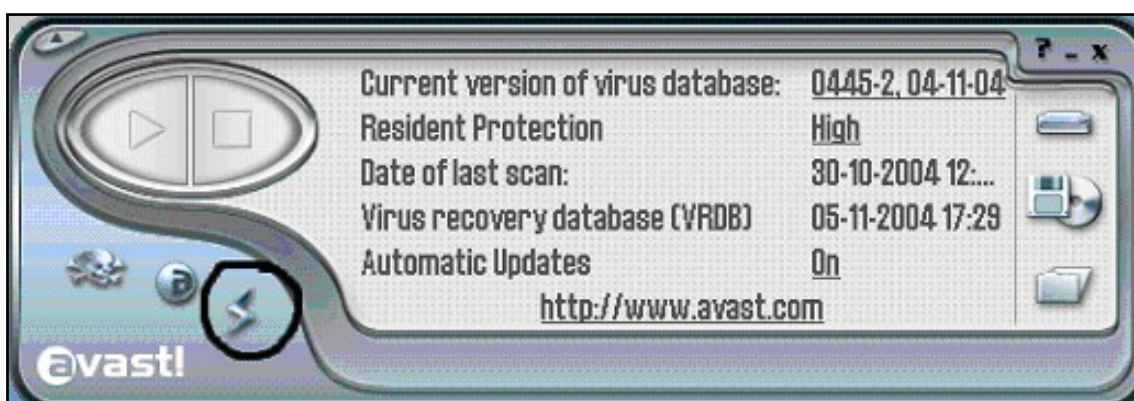 ? - x
Current version of virus database: 0445-2, 04-11-04
Resident Protection High
Date of last scan: 30-10-2004 12:...
Virus recovery database (VRDB) 05-11-2004 17:29
Automatic Updates On
http://www.avast.com
a
avast!